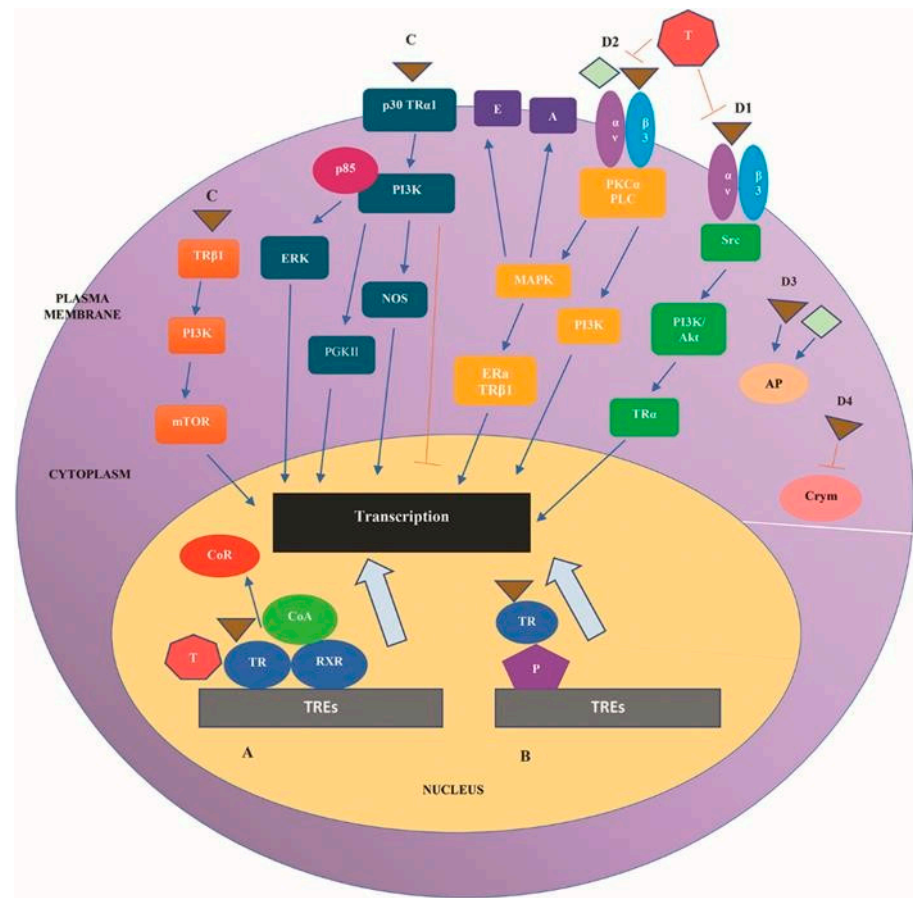 C
D2
T
p30 TRα1
E
A
D1
α
v
β
3
p85
PI3K
PKCα
PLC
α
v
β
3
C
TRβ1
ERK
MAPK
Src
D3
PLASMA
MEMBRANE
NOS
PI3K
PI3K/
Akt
PI3K
PGKII
ERα
TRβ1
AP
D4
mTOR
TRα
CYTOPLASM
Crym
Transcription
CoR
CoA
TR
T
TR
RXR
P
TREs
TREs
A
B
NUCLEUS